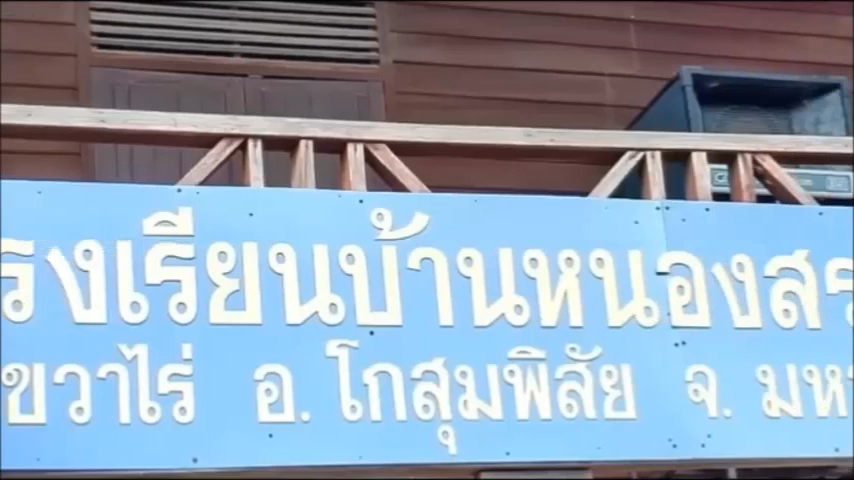 รงเรียนบ้านหนองสร
ขวาไร่ อ.โกสุมพิสัย จ.มห